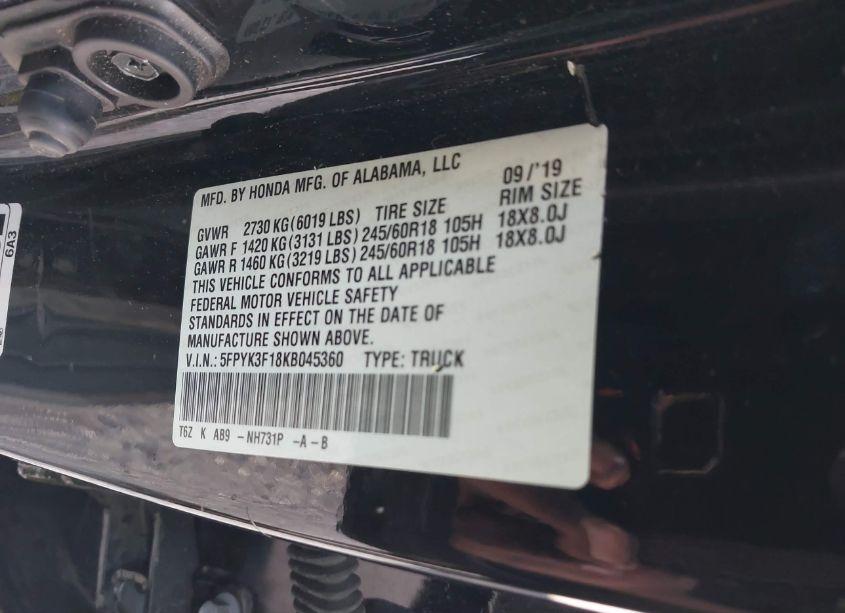 MFD. BY HONDA MFG. OF ALABAMA, LLC 09/'19
GVWR 2730 KG(6019 LBS) TIRE SIZE RIM SIZE
GAWR F 1420 KG(3131 LBS) 245/60R18 105H 18X8.0J
GAWR R 1460 KG(3219 LBS) 245/60R18 105H 18X8.0J
THIS VEHICLE CONFORMS TO ALL APPLICABLE
FEDERAL MOTOR VEHICLE SAFETY
STANDARDS IN EFFECT ON THE DATE OF
MANUFACTURE SHOWN ABOVE.
V.I.N.: 5FPYK3F18KB045360 TYPE: TRUCK
T6Z K AB9 -NH731P -A-B
6A3